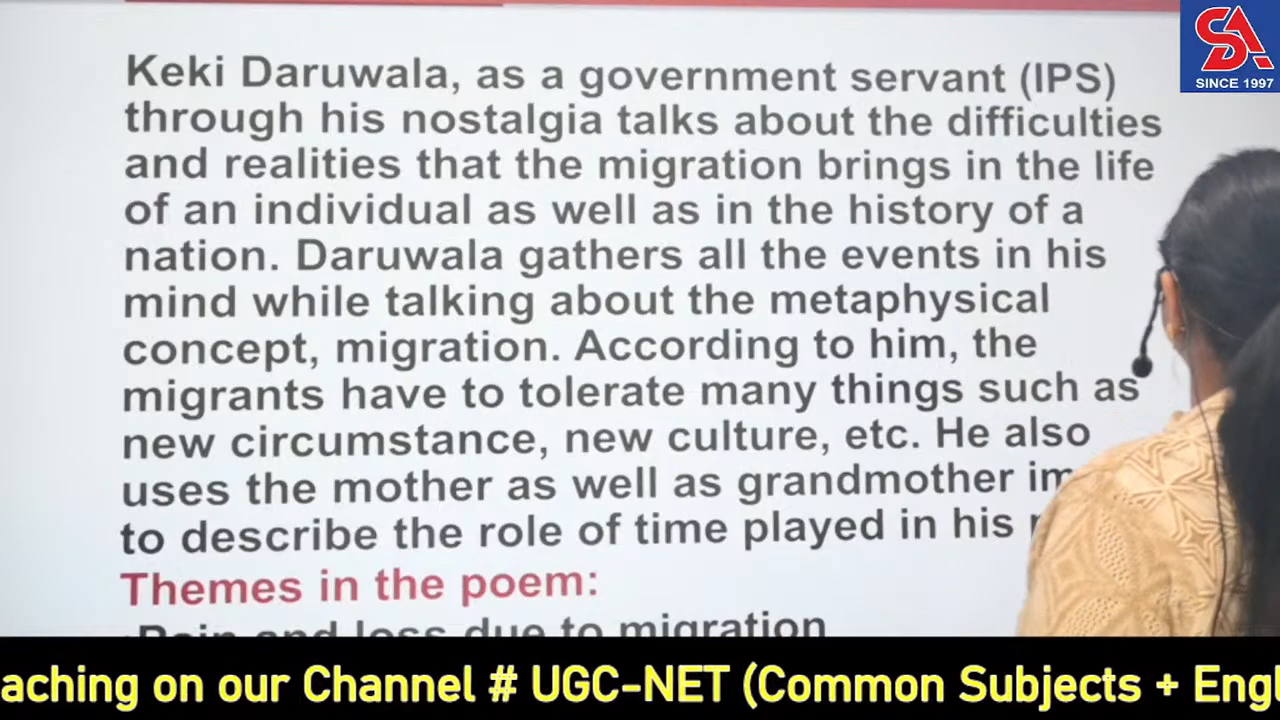 SA
SINCE 1997
Keki Daruwala, as a government servant (IPS)
through his nostalgia talks about the difficulties
and realities that the migration brings in the life
of an individual as well as in the history of a
nation. Daruwala gathers all the events in his
mind while talking about the metaphysical
concept, migration. According to him, the
migrants have to tolerate many things such as
new circumstance, new culture, etc. He also
uses the mother as well as grandmother
to describe the role of time played in his
Themes in the poem:
Pain and loss due to migration
aching on our Channel # UGC-NET (Common Subjects + Engl